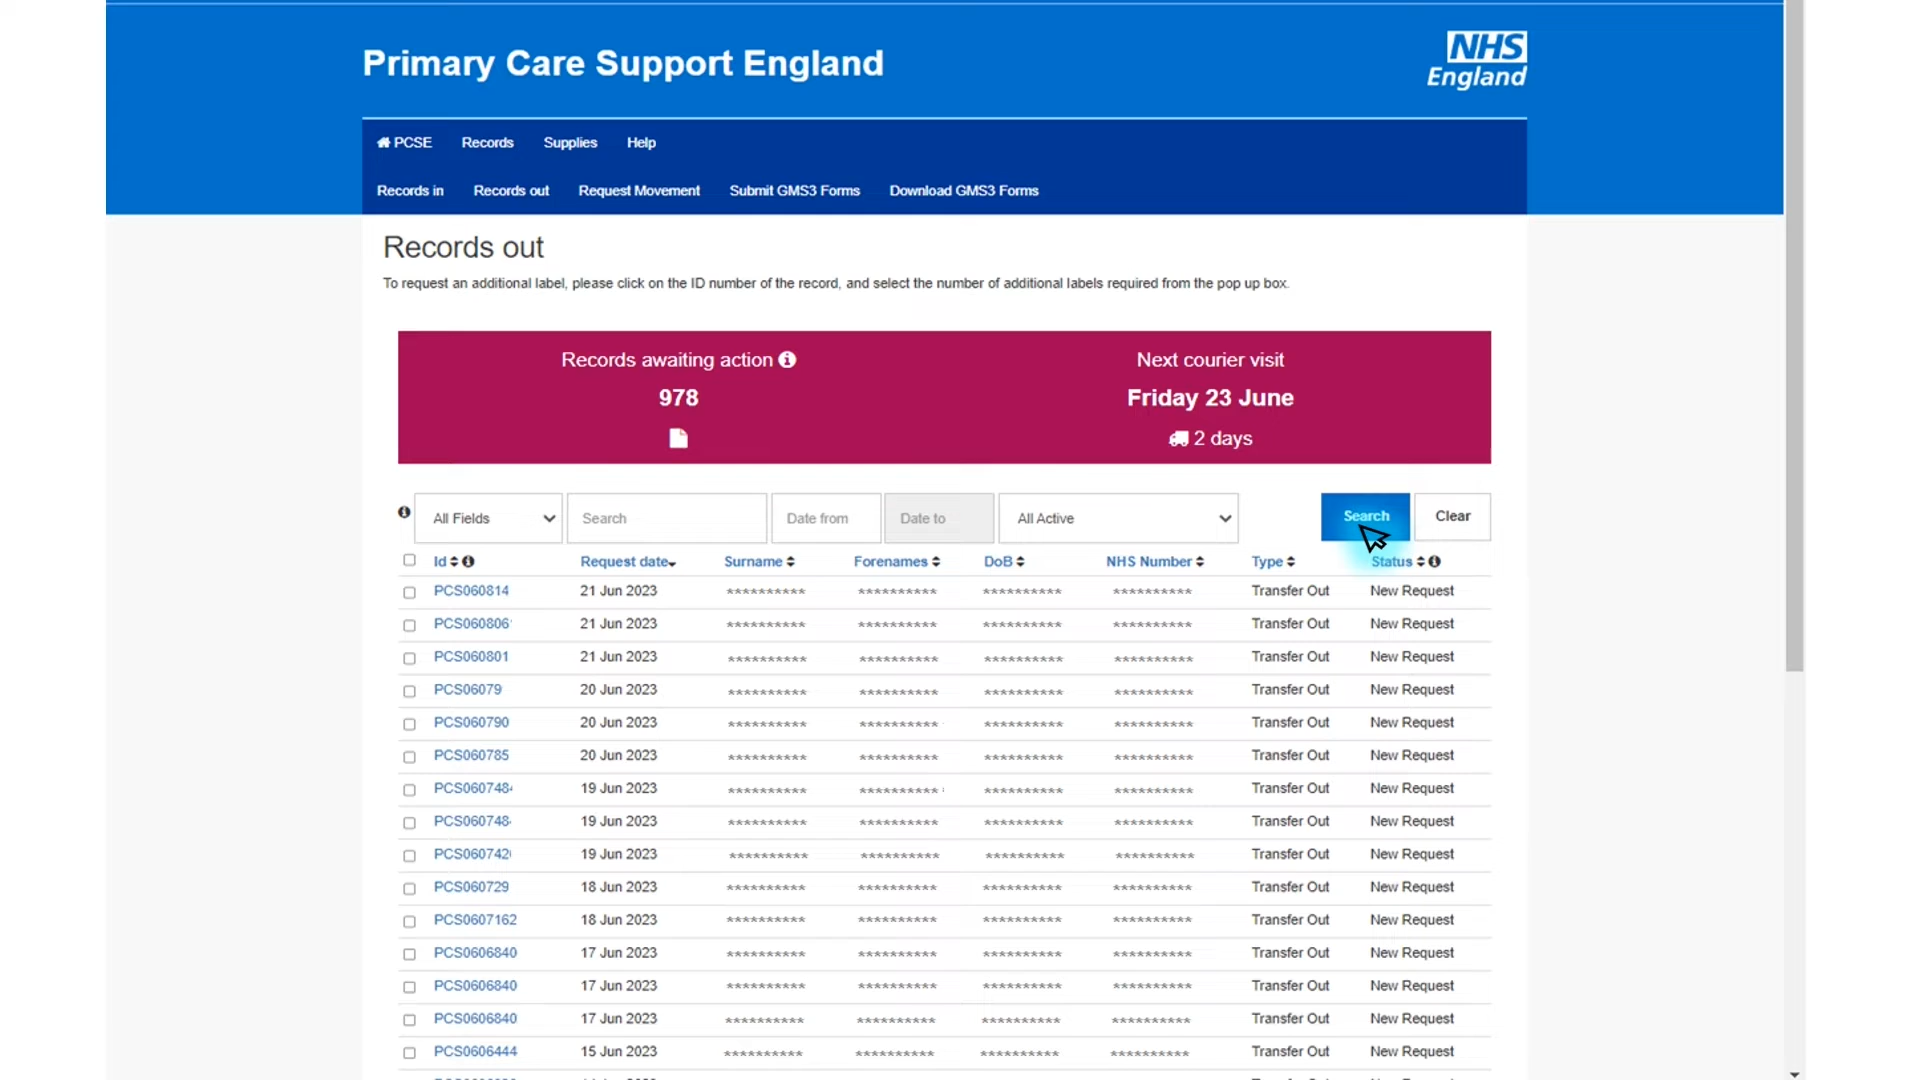 Primary Care Support England
NHS
England
PCSE Records Supplies Help
Records in Records out Request Movement Submit GMS3 Forms Download GMS3 Forms
Records out
To request an additional label, please click on the ID number of the record, and select the number of additional labels required from the pop up box.
Records awaiting action Next courier visit
978 Friday 23 June
2 days
All Fields Search Date from Date to All Active Search Clear
Id Request date Surname Forenames DoB NHS Number Type Status
PCS060814 21 Jun 2023 ********** ********** ********** ********** Transfer Out New Request
PCS060806 21 Jun 2023 ********** ********** ********** ********** Transfer Out New Request
PCS060801 21 Jun 2023 ********** ********** ********** ********** Transfer Out New Request
PCS06079 20 Jun 2023 ********** ********** ********** ********** Transfer Out New Request
PCS060790 20 Jun 2023 ********** ********** ********** ********** Transfer Out New Request
PCS060785 20 Jun 2023 ********** ********** ********** ********** Transfer Out New Request
PCS060748 19 Jun 2023 ********** ********** ********** ********** Transfer Out New Request
PCS060748 19 Jun 2023 ********** ********** ********** ********** Transfer Out New Request
PCS060742 19 Jun 2023 ********** ********** ********** ********** Transfer Out New Request
PCS060729 18 Jun 2023 ********** ********** ********** ********** Transfer Out New Request
PCS0607162 18 Jun 2023 ********** ********** ********** ********** Transfer Out New Request
PCS0606840 17 Jun 2023 ********** ********** ********** ********** Transfer Out New Request
PCS0606840 17 Jun 2023 ********** ********** ********** ********** Transfer Out New Request
PCS0606840 17 Jun 2023 ********** ********** ********** ********** Transfer Out New Request
PCS0606444 15 Jun 2023 ********** ********** ********** ********** Transfer Out New Request